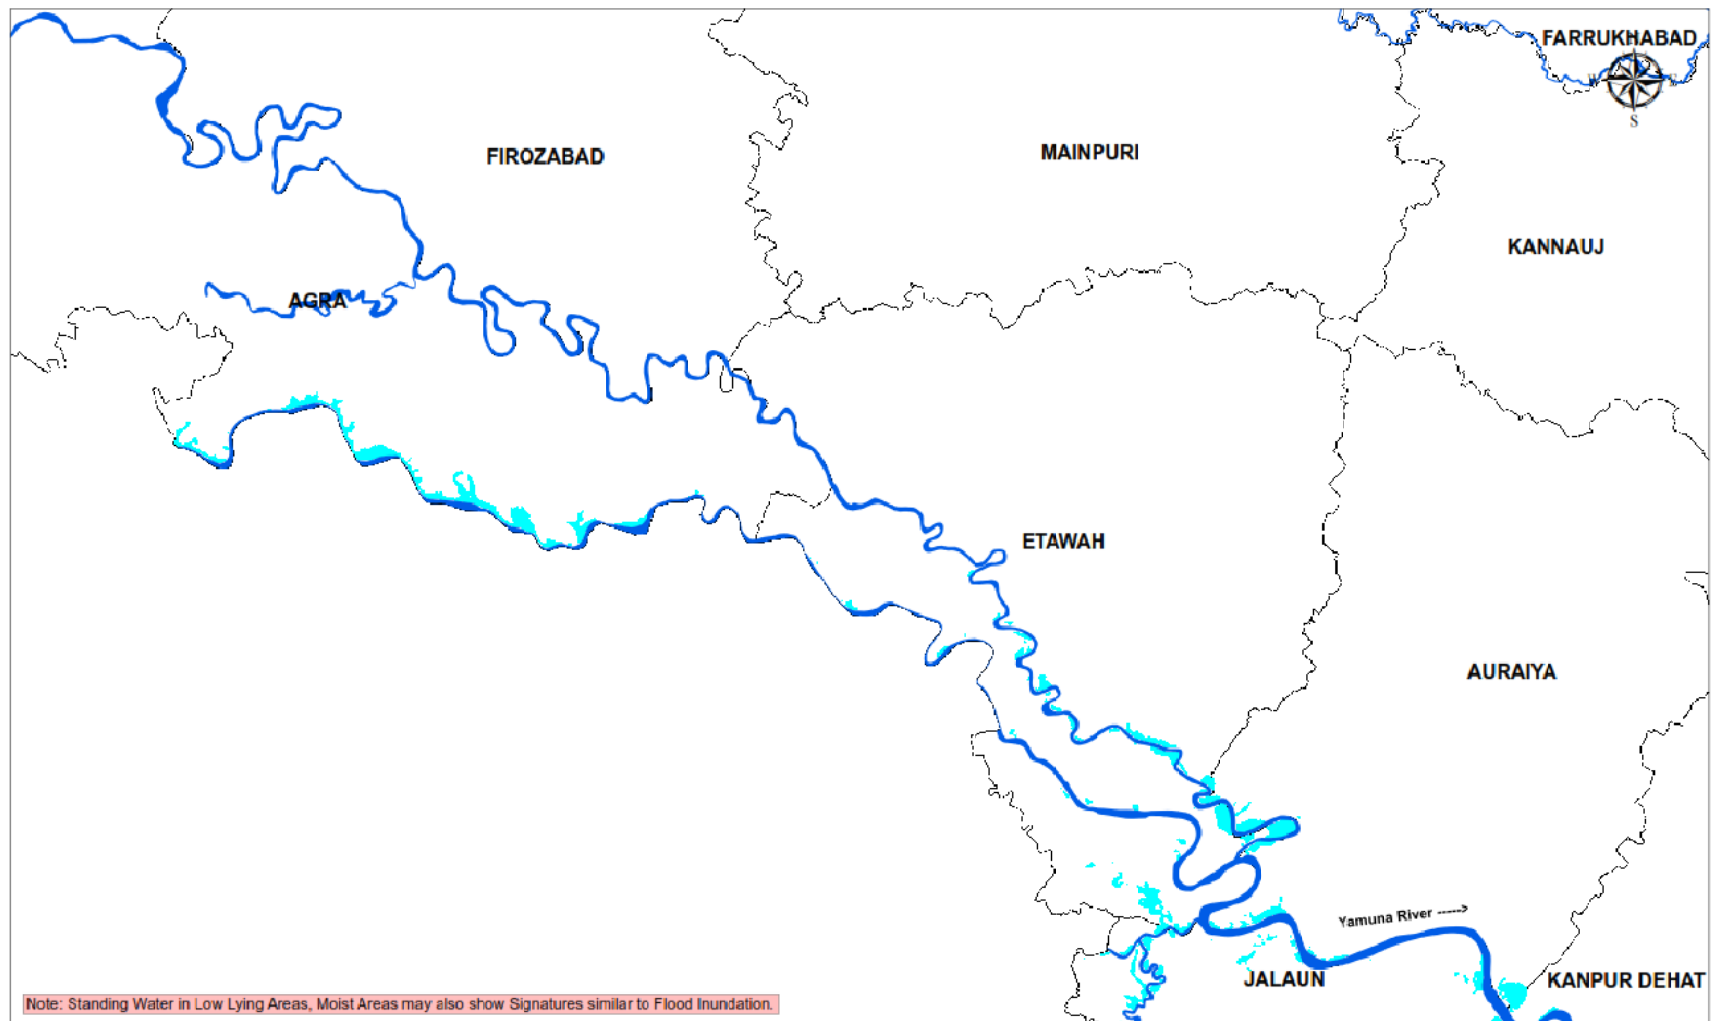 FARRUKHABAD
W
E
S
FIROZABAD
MAINPURI
KANNAUJ
AGRA
ETAWAH
AURAIYA
Yamuna River ----->
JALAUN
KANPUR DEHAT
Note: Standing Water in Low Lying Areas, Moist Areas may also show Signatures similar to Flood Inundation.